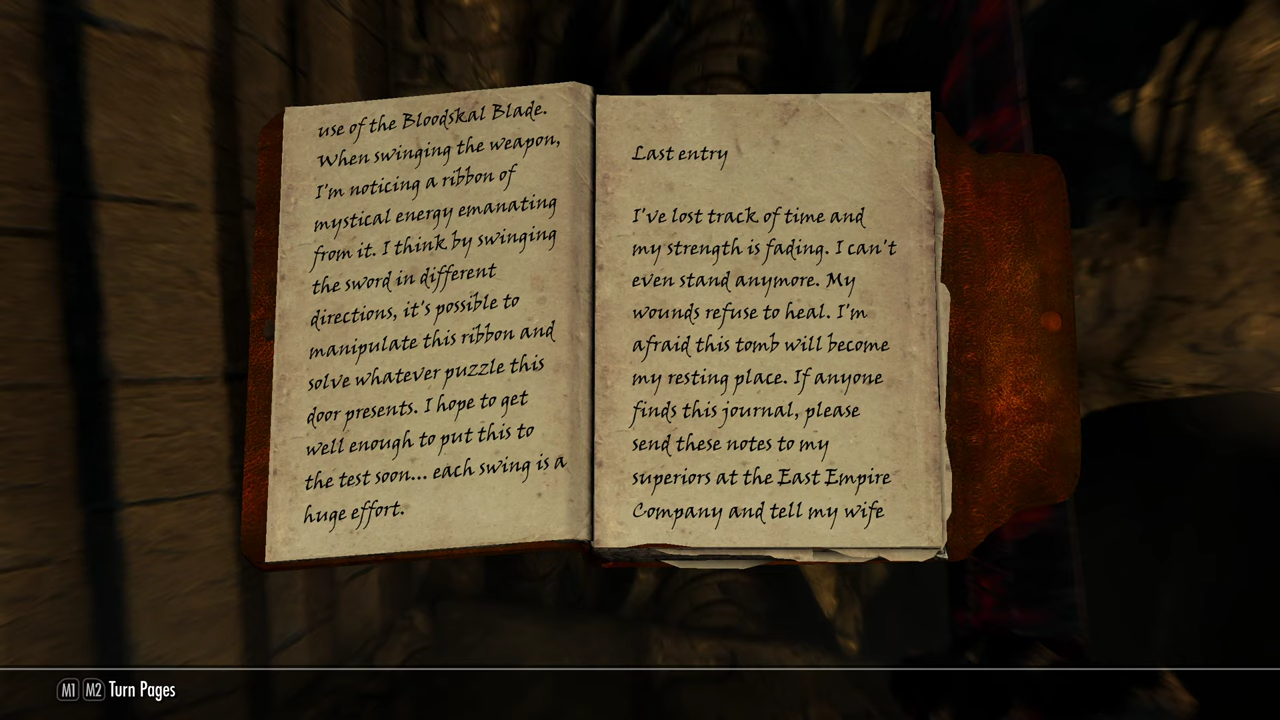 use of the Bloodskal Blade.
When swinging the weapon,
I'm noticing a ribbon of
mystical energy emanating
from it. I think by swinging
the sword in different
directions, it's possible to
manipulate this ribbon and
solve whatever puzzle this
door presents. I hope to get
well enough to put this to
the test soon... each swing is a
huge effort.
Last entry
I've lost track of time and
my strength is fading. I can't
even stand anymore. My
wounds refuse to heal. I'm
afraid this tomb will become
my resting place. If anyone
finds this journal, please
send these notes to my
superiors at the East Empire
Company and tell my wife
M1 M2 Turn Pages